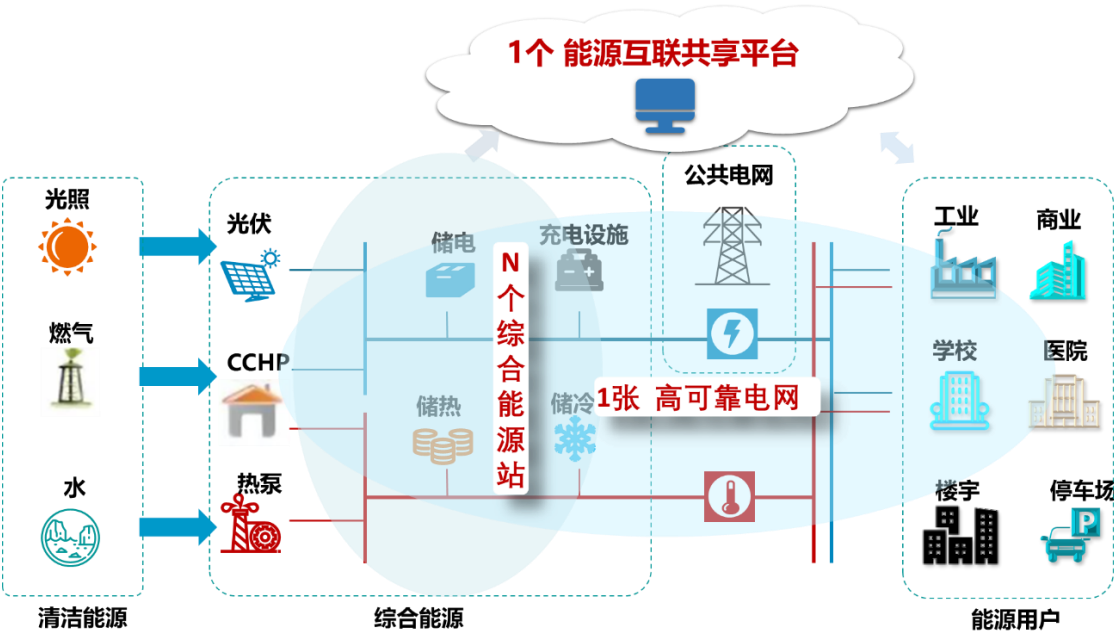 1个 能源互联共享平台
公共电网
光照
燃气
水
清洁能源
光伏
CCHP
热泵
储电
充电设施
储热
储冷
N个综合能源站
1张 高可靠电网
综合能源
工业
商业
学校
医院
楼宇
停车场
P
能源用户